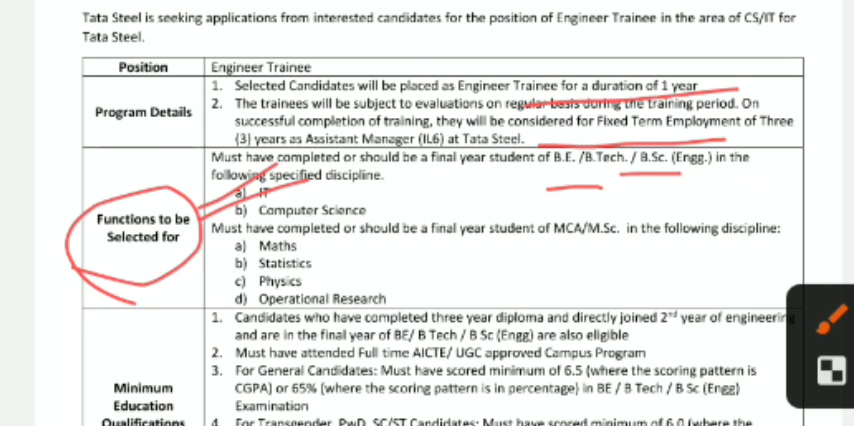 Tata Steel is seeking applications from interested candidates for the position of Engineer Trainee in the area of CS/IT for
Tata Steel.
Position
Engineer Trainee
Program Details
1. Selected Candidates will be placed as Engineer Trainee for a duration of 1 year
2. The trainees will be subject to evaluations on regular basis during the training period. On
successful completion of training, they will be considered for Fixed Term Employment of Three
(3) years as Assistant Manager (IL6) at Tata Steel.
Functions to be
Selected for
Must have completed or should be a final year student of B.E. /B.Tech. / B.Sc. (Engg.) in the
following specified discipline.
a) IT
b) Computer Science
Must have completed or should be a final year student of MCA/M.Sc. in the following discipline:
a) Maths
b) Statistics
c) Physics
d) Operational Research
Minimum
Education
Qualifications
1. Candidates who have completed three year diploma and directly joined 2nd year of engineering
and are in the final year of BE/ B Tech / B Sc (Engg) are also eligible
2. Must have attended Full time AICTE/ UGC approved Campus Program
3. For General Candidates: Must have scored minimum of 6.5 (where the scoring pattern is
CGPA) or 65% (where the scoring pattern is in percentage) in BE / B Tech / B Sc (Engg)
Examination
4. For Transgender, PwD, SC/ST Candidates: Must have scored minimum of 6.0 (where the